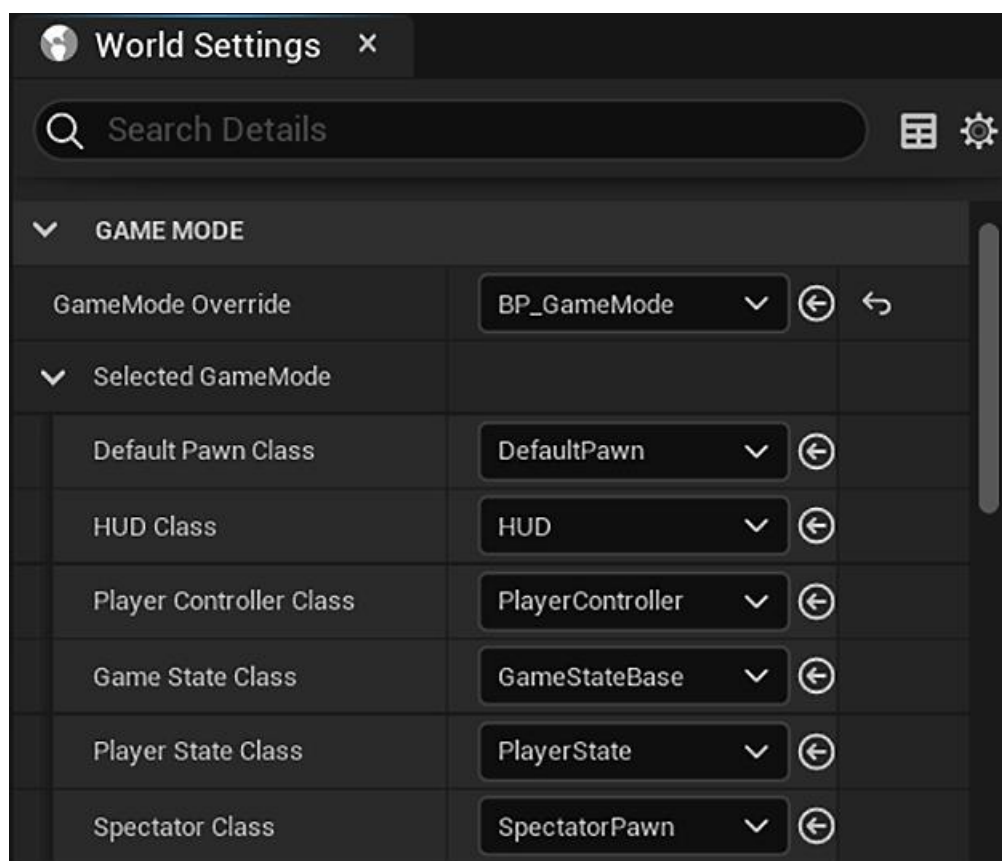 World Settings
Search Details
GAME MODE
GameMode Override BP_GameMode
Selected GameMode
Default Pawn Class DefaultPawn
HUD Class HUD
Player Controller Class PlayerController
Game State Class GameStateBase
Player State Class PlayerState
Spectator Class SpectatorPawn